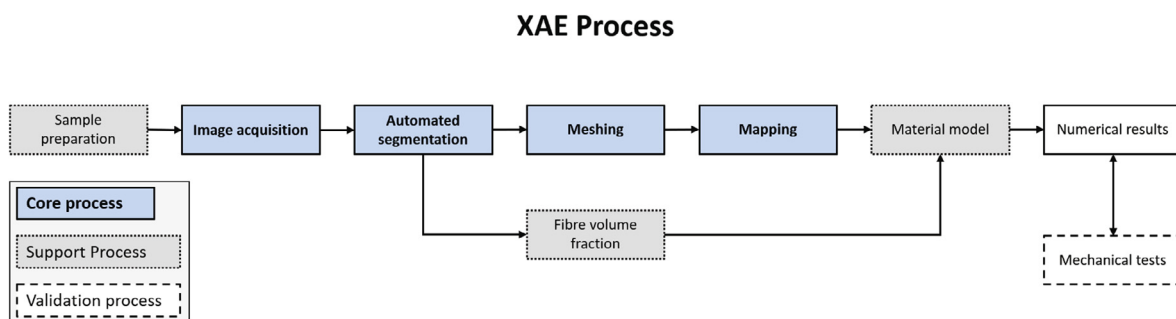 XAE Process
Sample
preparation
Image acquisition
Automated
segmentation
Meshing
Mapping
Material model
Numerical results
Core process
Support Process
Validation process
Fibre volume
fraction
Mechanical tests